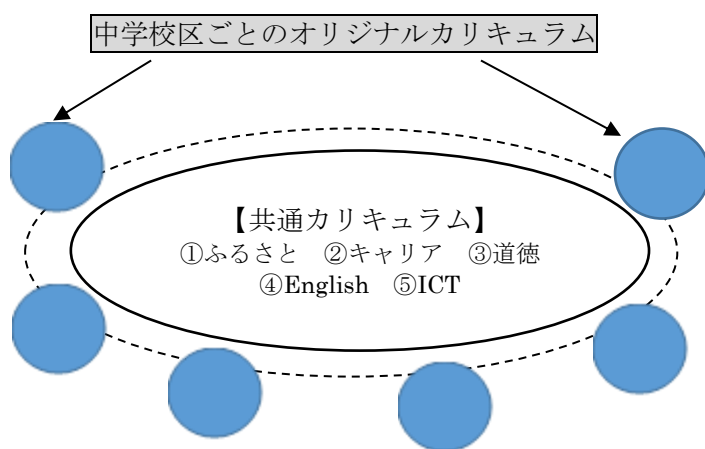 中学校区ごとのオリジナルカリキュラム
【共通カリキュラム】
①ふるさと　②キャリア　③道徳
④English　⑤ICT